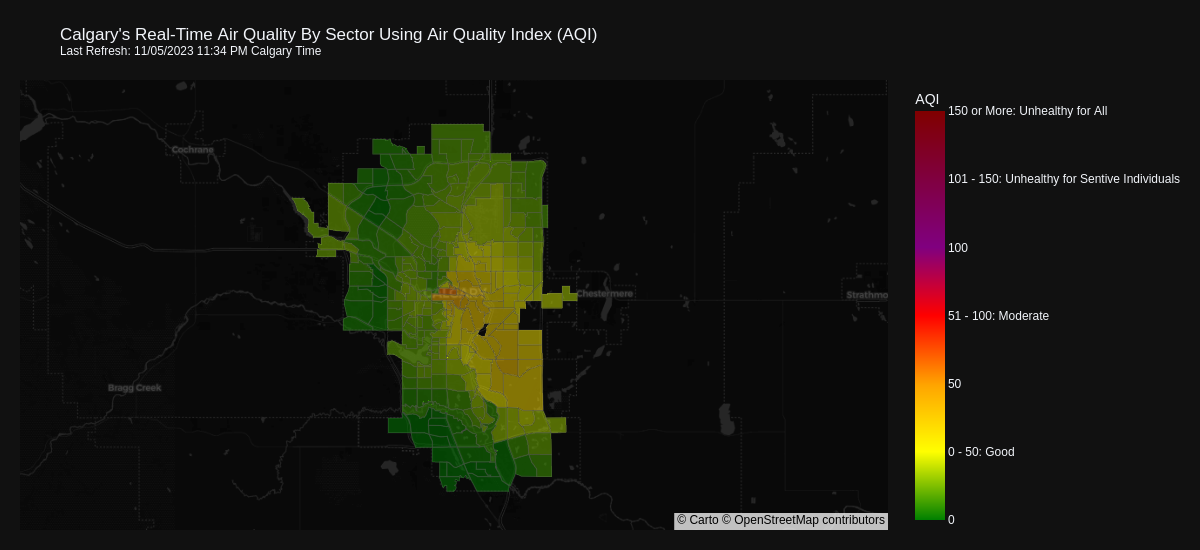 Calgary's Real-Time Air Quality By Sector Using Air Quality Index (AQI)
Last Refresh: 11/05/2023 11:34 PM Calgary Time
AQI
150 or More: Unhealthy for All
Cochrane
101 - 150: Unhealthy for Sentive Individuals
100
Chestermere
Strathmo
51 - 100: Moderate
50
Bragg Creek
0 - 50: Good
© Carto © OpenStreetMap contributors
0